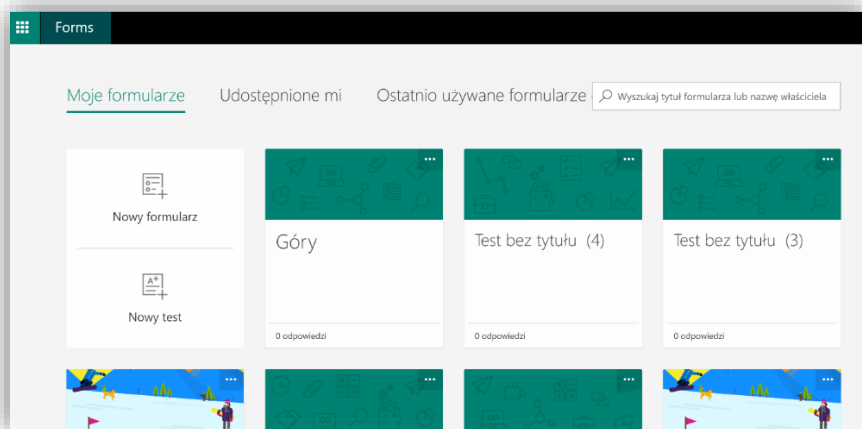 Forms
Moje formularze Udostępnione mi Ostatnio używane formularze Wyszukaj tytuł formularza lub nazwę właściciela
Nowy formularz
Nowy test
A+
Góry
0 odpowiedzi
Test bez tytułu (4)
0 odpowiedzi
Test bez tytułu (3)
0 odpowiedzi